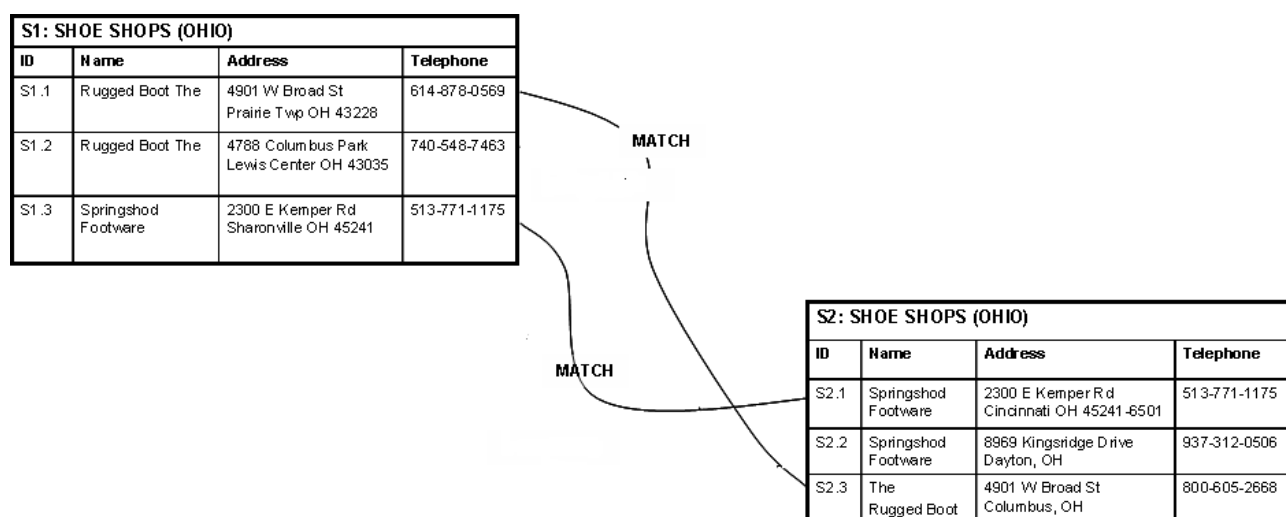 S1: SHOE SHOPS (OHIO)
ID Name Address Telephone
S1.1 Rugged Boot The 4901 W Broad St 614-878-0569
Prairie Twp OH 43228
S1.2 Rugged Boot The 4788 Columbus Park 740-548-7463
Lewis Center OH 43035
S1.3 Springshod 2300 E Kemper Rd 513-771-1175
Footware Sharonville OH 45241
MATCH
MATCH
S2: SHOE SHOPS (OHIO)
ID Name Address Telephone
S2.1 Springshod 2300 E Kemper Rd 513-771-1175
Footware Cincinnati OH 45241-6501
S2.2 Springshod 8969 Kingsridge Drive 937-312-0506
Footware Dayton, OH
S2.3 The 4901 W Broad St 800-605-2668
Rugged Boot Columbus, OH